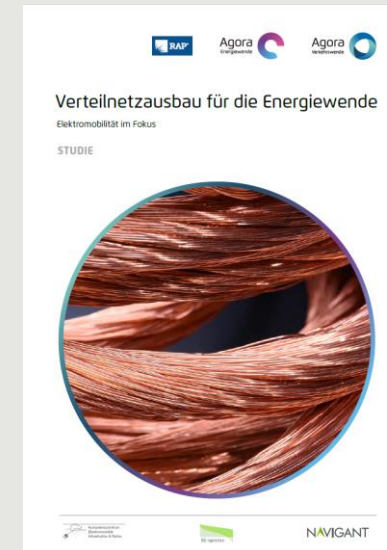 RAP
Agora
Energiewende
Agora
Verkehrswende
Verteilnetzausbau für die Energiewende
Elektromobilität im Fokus
STUDIE
NAVIGANT